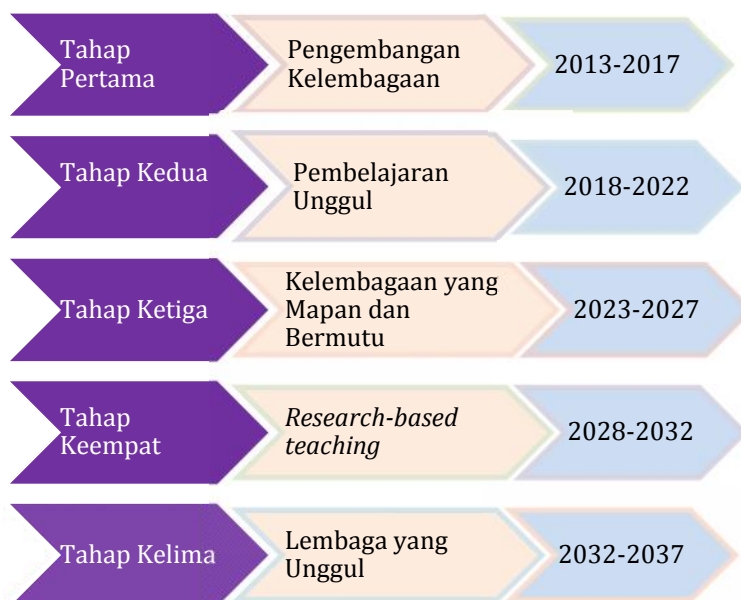 Tahap
Pertama
Pengembangan
Kelembagaan
2013-2017
Tahap Kedua
Pembelajaran
Unggul
2018-2022
Tahap Ketiga
Kelembagaan yang
Mapan dan
Bermutu
2023-2027
Tahap
Keempat
Research-based
teaching
2028-2032
Tahap Kelima
Lembaga yang
Unggul
2032-2037